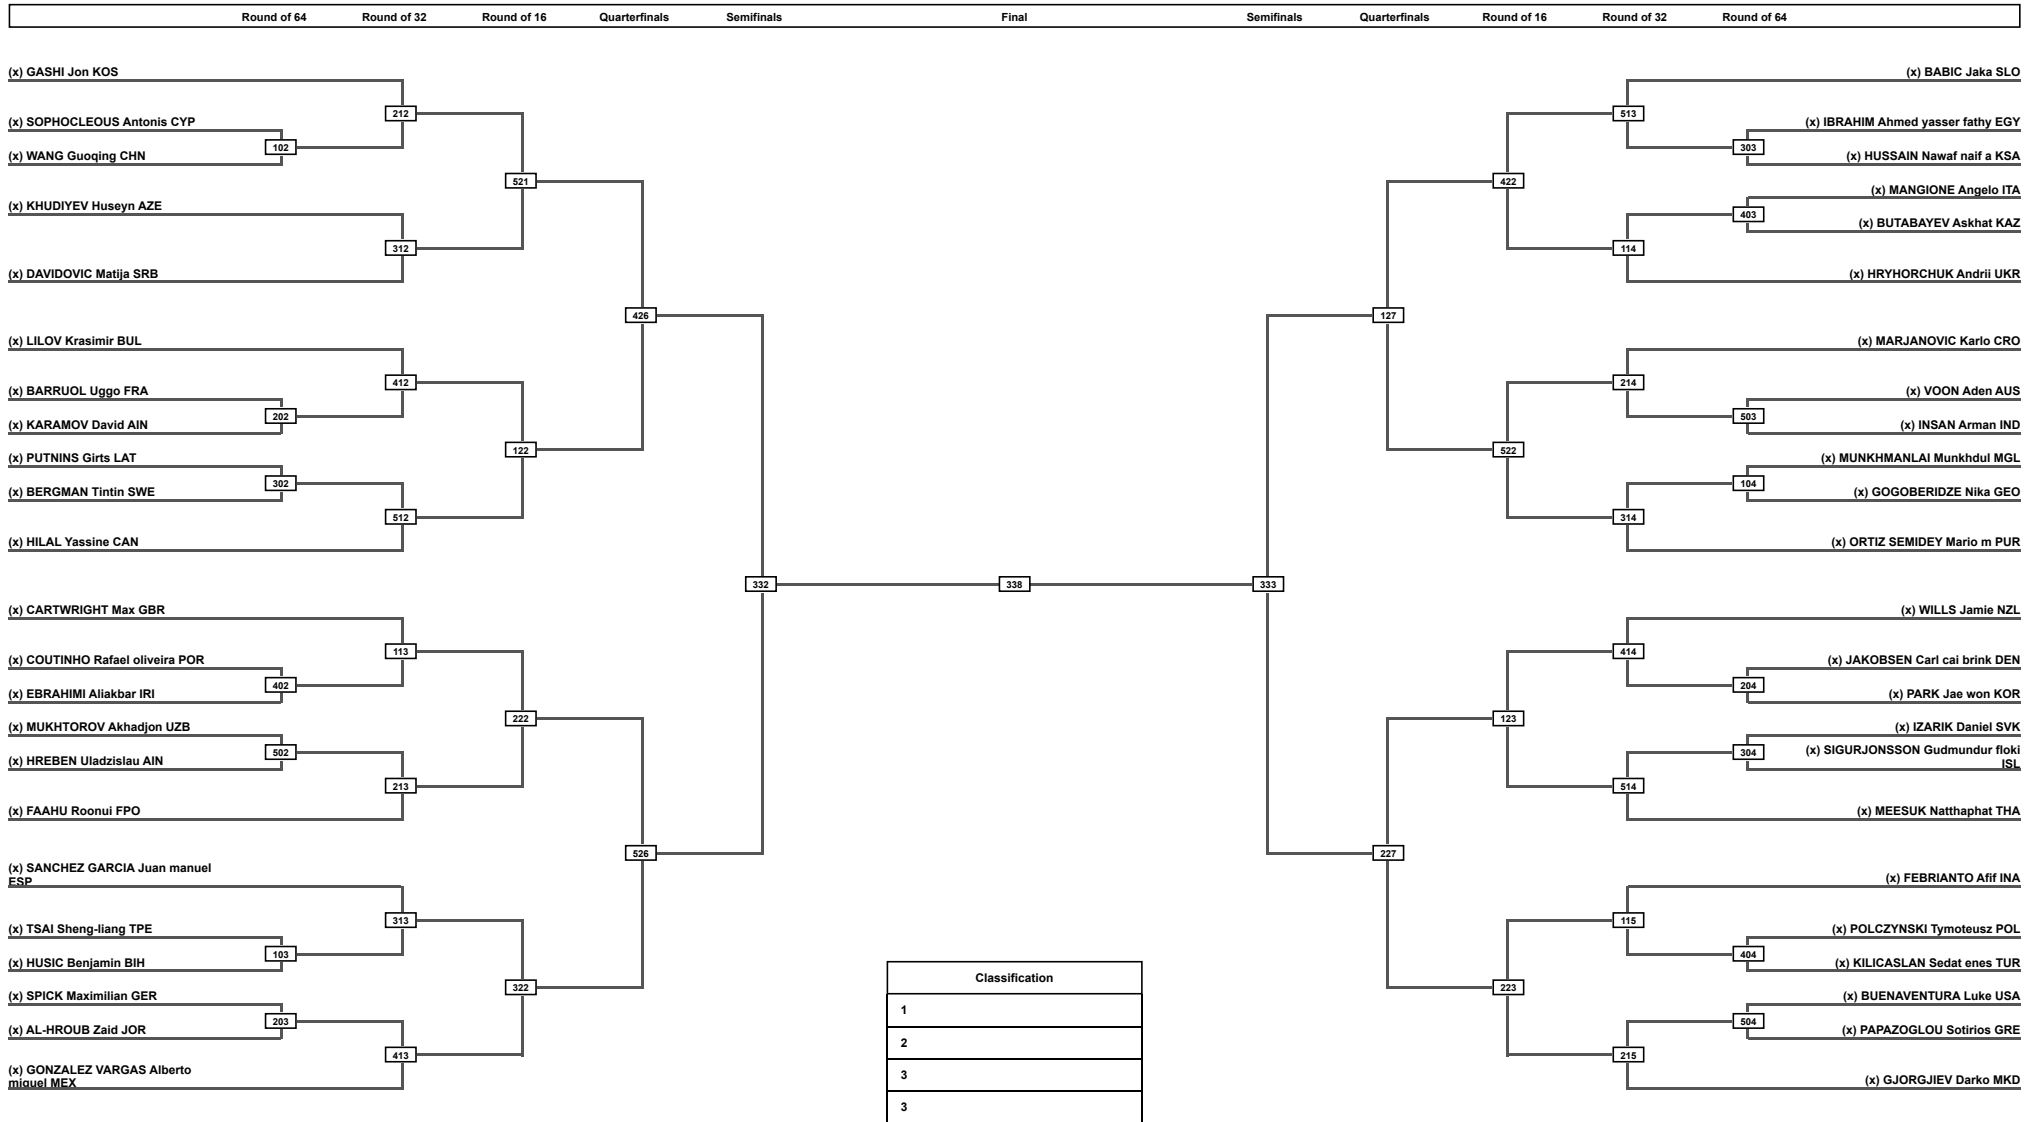 Round of 64 Round of 32 Round of 16 Quarterfinals Semifinals Final Semifinals Quarterfinals Round of 16 Round of 32 Round of 64
(x) GASHI Jon KOS
212
(x) SOPHOCLEOUS Antonis CYP
102
(x) WANG Guoqing CHN
521
(x) KHUDIYEV Huseyn AZE
312
(x) DAVIDOVIC Matija SRB
426
(x) LILOV Krasimir BUL
412
(x) BARRUOL Uggo FRA
202
(x) KARAMOV David AIN
122
(x) PUTNINS Girts LAT
302
(x) BERGMAN Tintin SWE
512
(x) HILAL Yassine CAN
332
338
333
(x) CARTWRIGHT Max GBR
113
(x) COUTINHO Rafael oliveira POR
402
(x) EBRAHIMI Aliakbar IRI
222
(x) MUKHTOROV Akhadjon UZB
502
(x) HREBEN Uladzislau AIN
213
(x) FAAHU Roonui FPO
526
(x) SANCHEZ GARCIA Juan manuel
ESP
313
(x) TSAI Sheng-liang TPE
103
(x) HUSIC Benjamin BIH
322
(x) SPICK Maximilian GER
203
(x) AL-HROUB Zaid JOR
413
(x) GONZALEZ VARGAS Alberto
miguel MEX
Classification
1
2
3
3
(x) BABIC Jaka SLO
513
(x) IBRAHIM Ahmed yasser fathy EGY
303
(x) HUSSAIN Nawaf naif a KSA
422
(x) MANGIONE Angelo ITA
403
(x) BUTABAYEV Askhat KAZ
114
(x) HRYHORCHUK Andrii UKR
127
(x) MARJANOVIC Karlo CRO
214
(x) VOON Aden AUS
503
(x) INSAN Arman IND
522
(x) MUNKHMANLAI Munkhdul MGL
104
(x) GOGOBERIDZE Nika GEO
314
(x) ORTIZ SEMIDEY Mario m PUR
(x) WILLS Jamie NZL
414
(x) JAKOBSEN Carl cai brink DEN
204
(x) PARK Jae won KOR
123
(x) IZARIK Daniel SVK
304
(x) SIGURJONSSON Gudmundur floki
ISL
514
(x) MEESUK Natthaphat THA
227
(x) FEBRIANTO Afif INA
115
(x) POLCZYNSKI Tymoteusz POL
404
(x) KILICASLAN Sedat enes TUR
223
(x) BUENAVENTURA Luke USA
504
(x) PAPAZOGLOU Sotirios GRE
215
(x) GJORGJIEV Darko MKD